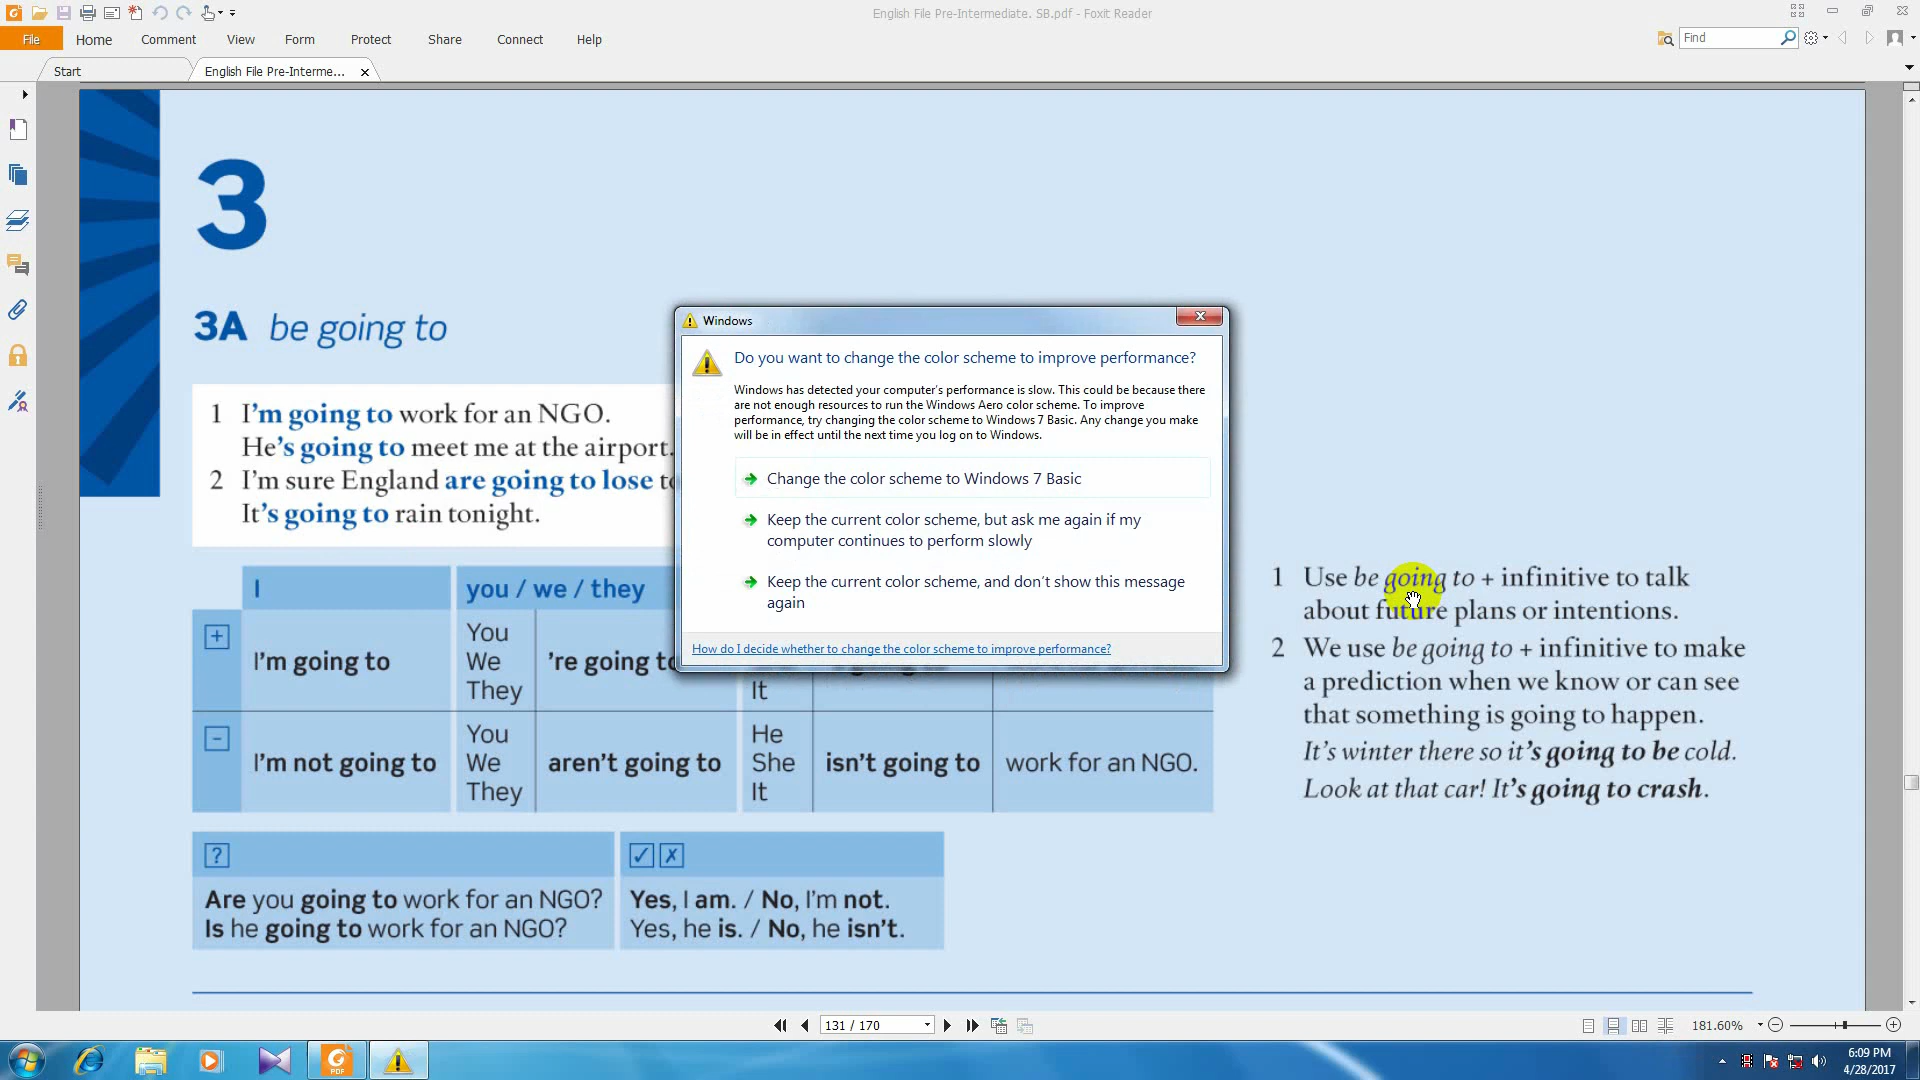 English File Pre-Intermediate. SB.pdf - Foxit Reader
File Home Comment View Form Protect Share Connect Help
Find
Start
English File Pre-Interme...
3
3A be going to
1 I'm going to work for an NGO.
He's going to meet me at the airport.
2 I'm sure England are going to lose
It's going to rain tonight.
I
you / we / they
+
I'm going to
You
We
They
're going
It
-
I'm not going to
You
We
They
aren't going to
He
She
It
isn't going to
work for an NGO.
?
Are you going to work for an NGO?
Is he going to work for an NGO?
✓ ✗
Yes, I am. / No, I'm not.
Yes, he is. / No, he isn't.
1 Use be going to + infinitive to talk
about future plans or intentions.
2 We use be going to + infinitive to make
a prediction when we know or can see
that something is going to happen.
It's winter there so it's going to be cold.
Look at that car! It's going to crash.
Windows
Do you want to change the color scheme to improve performance?
Windows has detected your computer's performance is slow. This could be because there
are not enough resources to run the Windows Aero color scheme. To improve
performance, try changing the color scheme to Windows 7 Basic. Any change you make
will be in effect until the next time you log on to Windows.
Change the color scheme to Windows 7 Basic
Keep the current color scheme, but ask me again if my
computer continues to perform slowly
Keep the current color scheme, and don't show this message
again
How do I decide whether to change the color scheme to improve performance?
131 / 170
181.60%
PDF
6:09 PM
4/28/2017